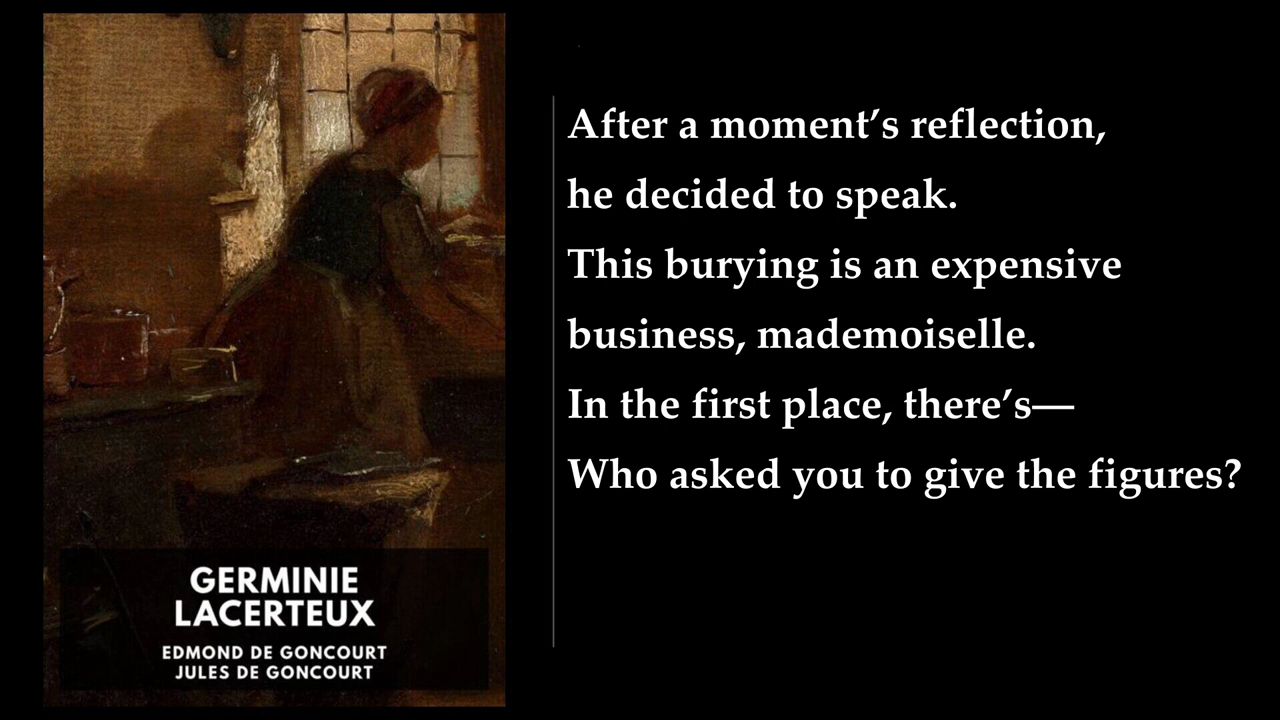 After a moment’s reflection,
he decided to speak.
This burying is an expensive
business, mademoiselle.
In the first place, there’s—
Who asked you to give the figures?
GERMINIE
LACERTEUX
EDMOND DE GONCOURT
JULES DE GONCOURT